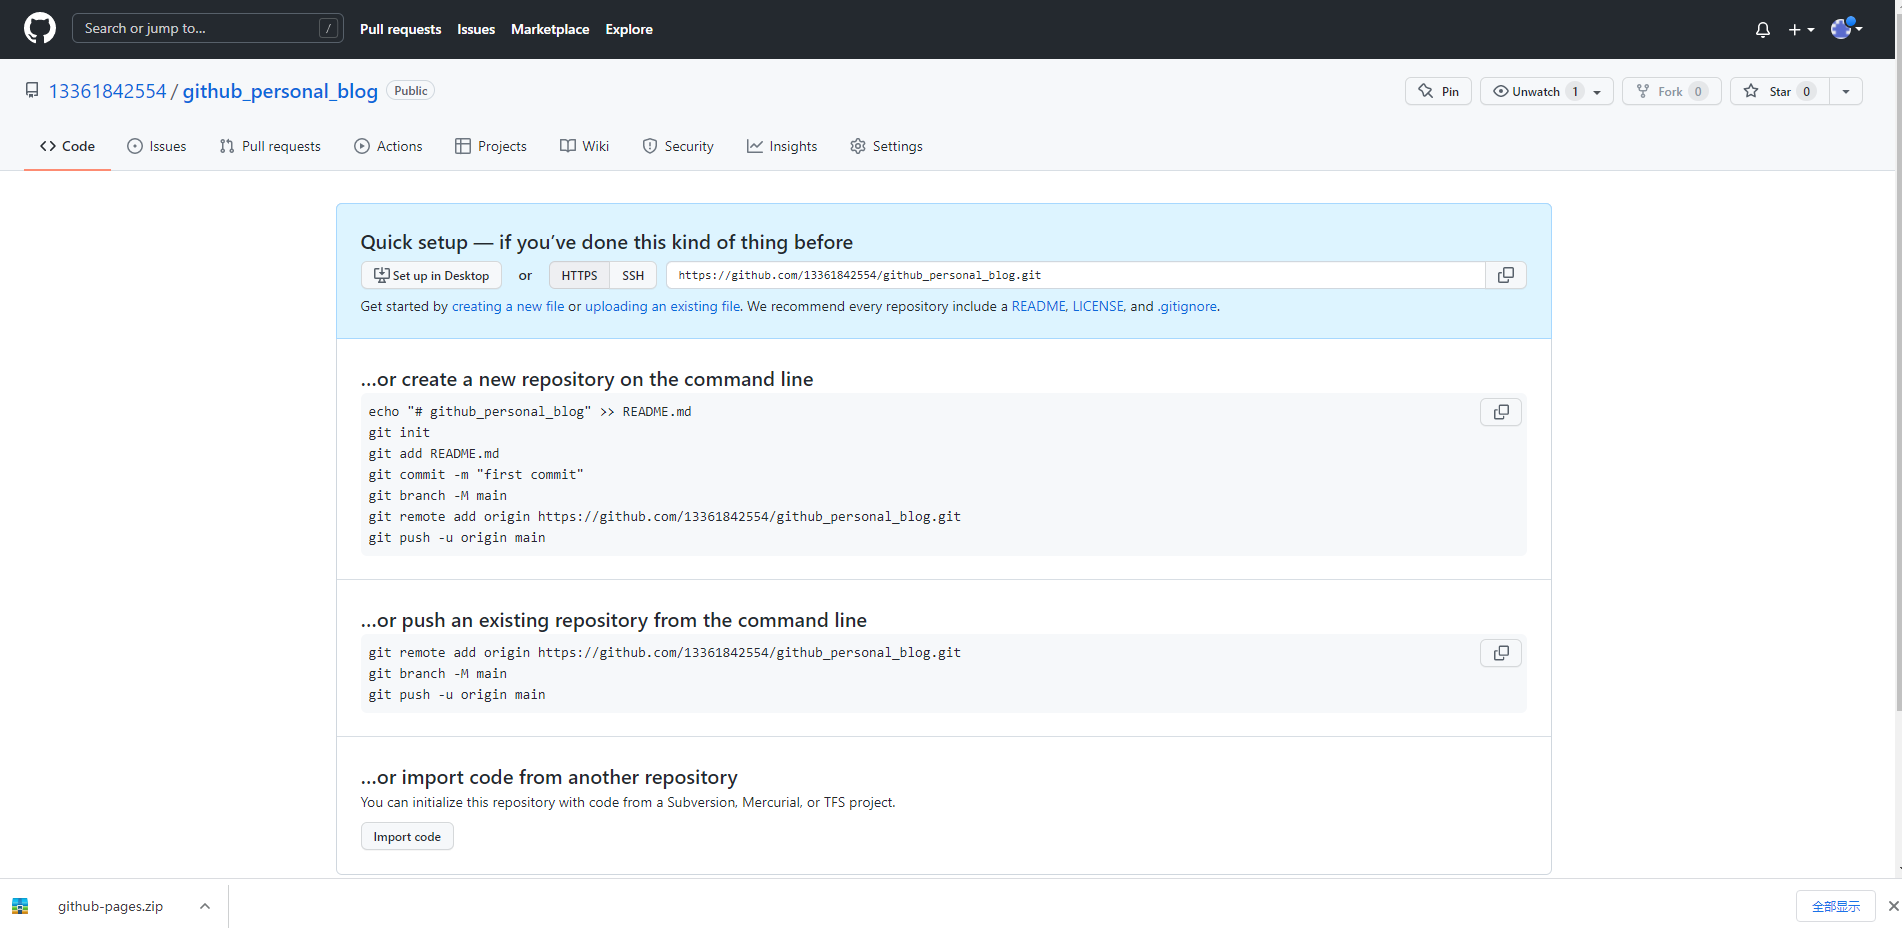 Search or jump to... /
Pull requests Issues Marketplace Explore
13361842554 / github_personal_blog Public
Pin Unwatch 1 Fork 0 Star 0
Code Issues Pull requests Actions Projects Wiki Security Insights Settings
Quick setup — if you’ve done this kind of thing before
Set up in Desktop or HTTPS SSH https://github.com/13361842554/github_personal_blog.git
Get started by creating a new file or uploading an existing file. We recommend every repository include a README, LICENSE, and .gitignore.
…or create a new repository on the command line
echo "# github_personal_blog" >> README.md
git init
git add README.md
git commit -m "first commit"
git branch -M main
git remote add origin https://github.com/13361842554/github_personal_blog.git
git push -u origin main
…or push an existing repository from the command line
git remote add origin https://github.com/13361842554/github_personal_blog.git
git branch -M main
git push -u origin main
…or import code from another repository
You can initialize this repository with code from a Subversion, Mercurial, or TFS project.
Import code
github-pages.zip
全部显示